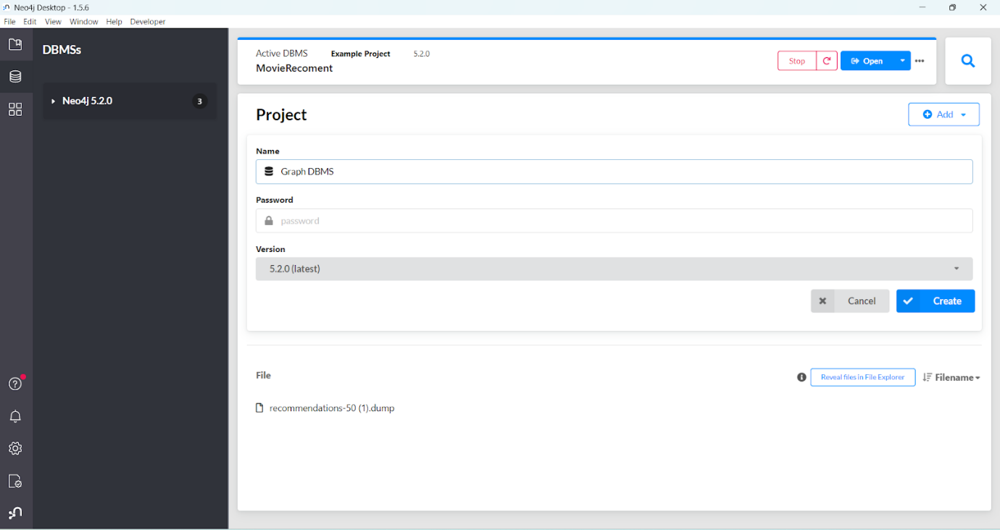 Neo4j Desktop - 1.5.6
File Edit View Window Help Developer
DBMSs
Neo4j 5.2.0 3
Active DBMS Example Project 5.2.0
MovieRecoment
Stop Open
Project
Add
Name
Graph DBMS
Password
password
Version
5.2.0 (latest)
Cancel Create
File
Reveal files in File Explorer Filename
recommendations-50 (1).dump